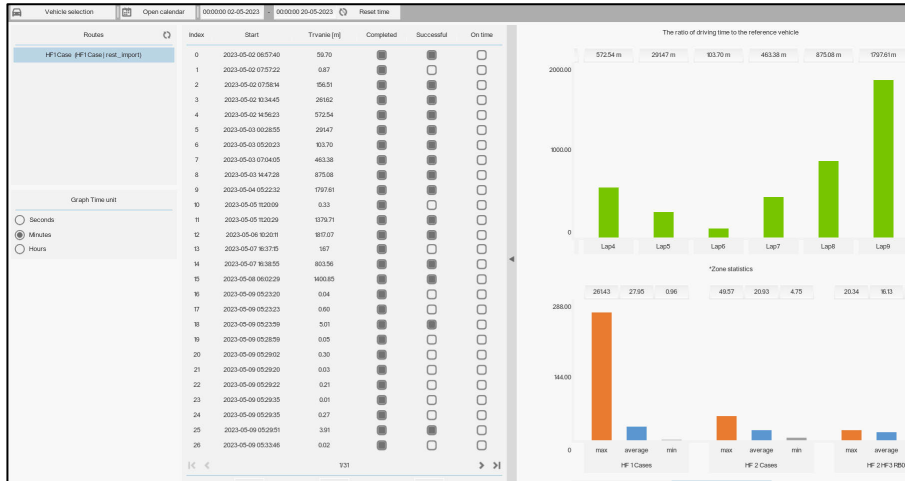 Vehicle selection Open calendar 00:00:00 02-05-2023 - 00:00:00 20-05-2023 Reset time
Routes
HF1 Case (HF1 Case | rest_import)
Graph Time unit
Seconds
Minutes
Hours
Index Start Trvanie [m] Completed Successful On time
0 2023-05-02 06:57:40 59.70
1 2023-05-02 07:57:22 0.87
2 2023-05-02 07:58:14 156.51
3 2023-05-02 10:34:45 261.62
4 2023-05-02 14:56:23 572.54
5 2023-05-03 00:28:55 291.47
6 2023-05-03 05:20:23 103.70
7 2023-05-03 07:04:05 463.38
8 2023-05-03 14:47:28 875.08
9 2023-05-04 05:22:32 1797.61
10 2023-05-05 11:20:09 0.33
11 2023-05-05 11:20:29 1379.71
12 2023-05-06 10:20:11 1817.07
13 2023-05-07 16:37:15 1.67
14 2023-05-07 16:38:55 803.56
15 2023-05-08 06:02:29 1400.85
16 2023-05-09 05:23:20 0.04
17 2023-05-09 05:23:23 0.60
18 2023-05-09 05:23:59 5.01
19 2023-05-09 05:28:59 0.05
20 2023-05-09 05:29:02 0.30
21 2023-05-09 05:29:20 0.03
22 2023-05-09 05:29:22 0.21
23 2023-05-09 05:29:35 0.01
24 2023-05-09 05:29:35 0.27
25 2023-05-09 05:29:51 3.91
26 2023-05-09 05:33:46 0.02
1/31
The ratio of driving time to the reference vehicle
572.54 m 291.47 m 103.70 m 463.38 m 875.08 m 1797.61 m
2000.00
1000.00
0
Lap4 Lap5 Lap6 Lap7 Lap8 Lap9
*Zone statistics
261.43 27.95 0.96 49.57 20.93 4.75 20.34 16.13
288.00
144.00
0
max average min max average min max average
HF 1 Cases HF 2 Cases HF 2 HF3 RB0